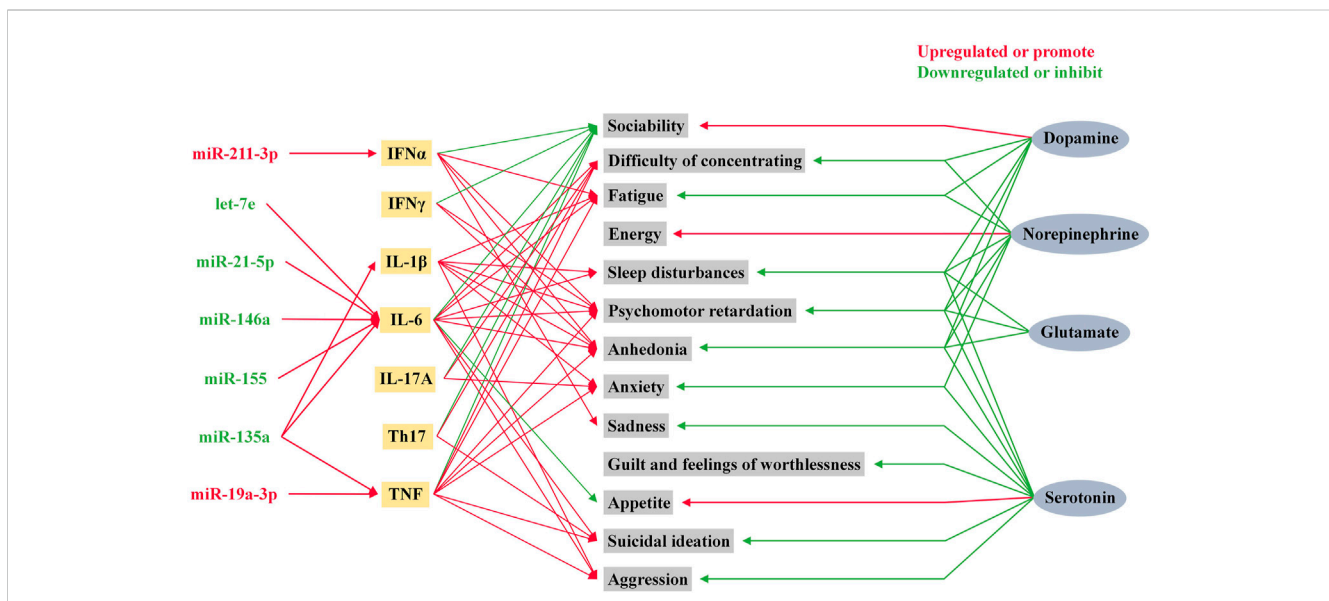 Upregulated or promote
Downregulated or inhibit
miR-211-3p
let-7e
miR-21-5p
miR-146a
miR-155
miR-135a
miR-19a-3p
IFNα
IFNγ
IL-1β
IL-6
IL-17A
Th17
TNF
Sociability
Difficulty of concentrating
Fatigue
Energy
Sleep disturbances
Psychomotor retardation
Anhedonia
Anxiety
Sadness
Guilt and feelings of worthlessness
Appetite
Suicidal ideation
Aggression
Dopamine
Norepinephrine
Glutamate
Serotonin